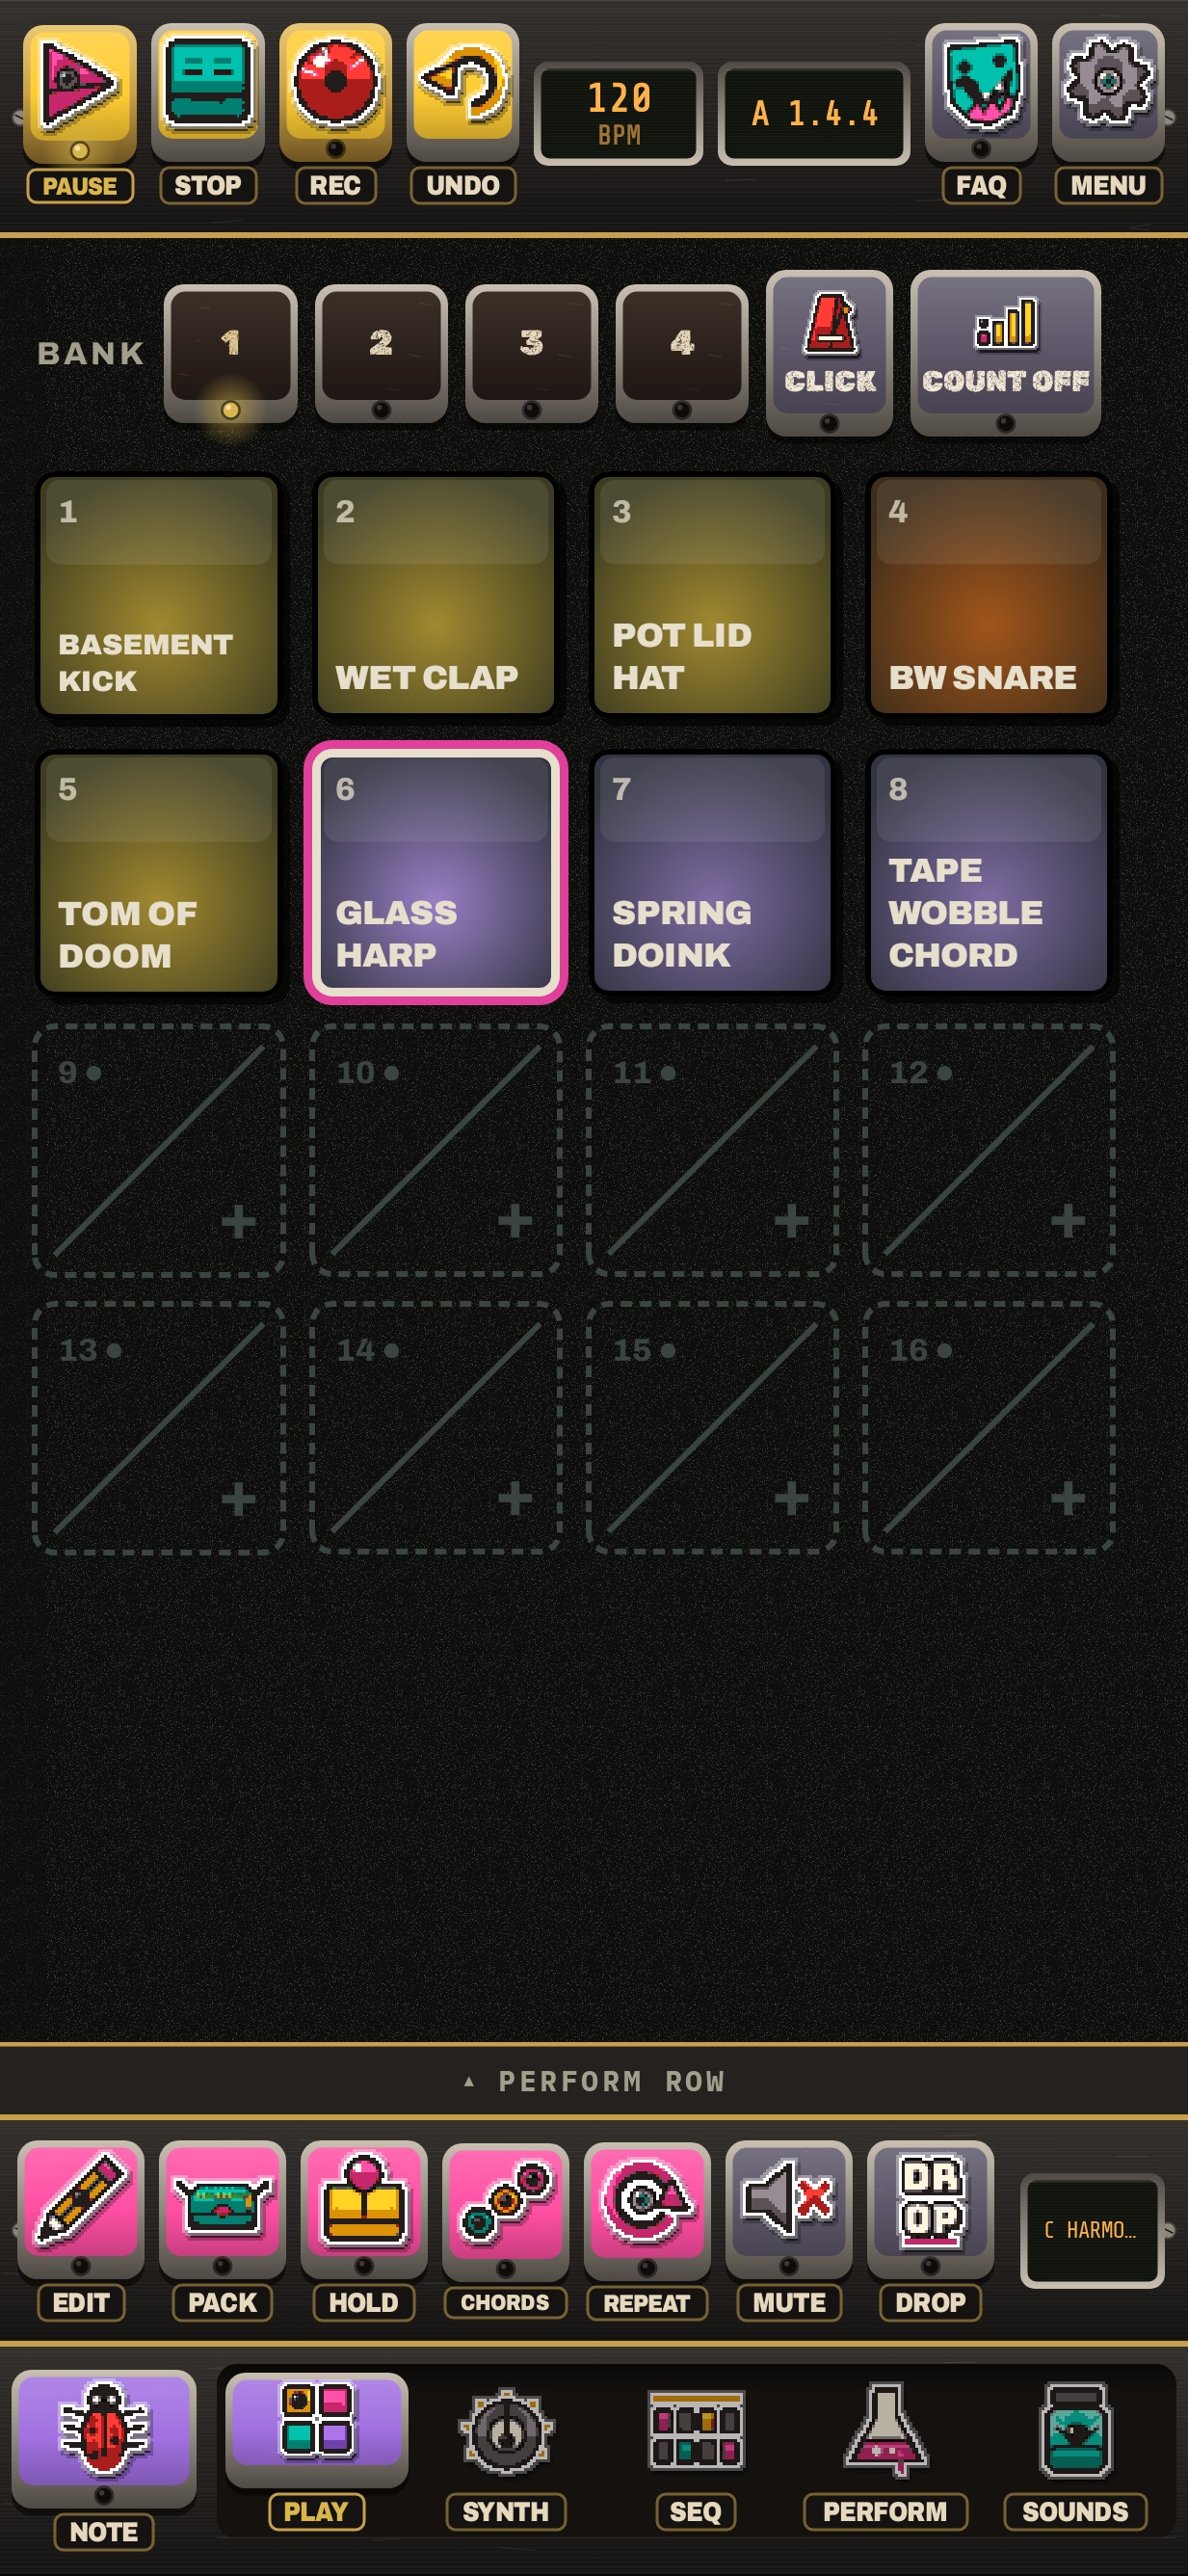 120
BPM
A 1.4.4
PAUSE
STOP
REC
UNDO
FAQ
MENU
BANK
1
2
3
4
CLICK
COUNT OFF
1
BASEMENT
KICK
2
WET CLAP
3
POT LID
HAT
4
BW SNARE
5
TOM OF
DOOM
6
GLASS
HARP
7
SPRING
DOINK
8
TAPE
WOBBLE
CHORD
9
+
10
+
11
+
12
+
13
+
14
+
15
+
16
+
▲ PERFORM ROW
DR
OP
C HARMO…
EDIT
PACK
HOLD
CHORDS
REPEAT
MUTE
DROP
NOTE
PLAY
SYNTH
SEQ
PERFORM
SOUNDS